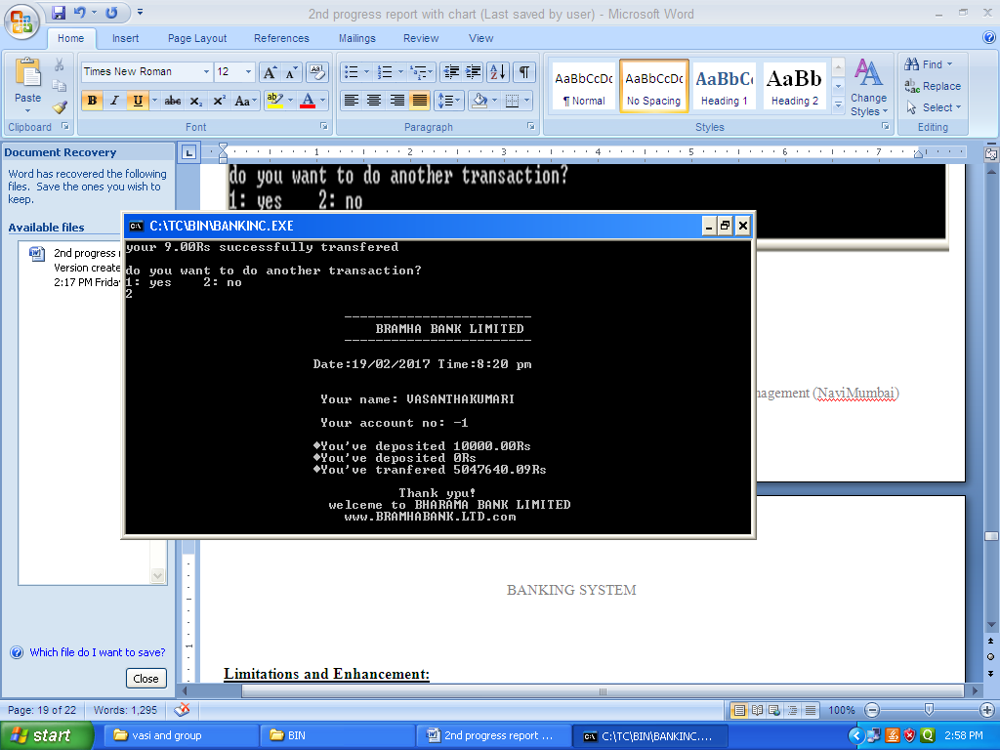 2nd progress report with chart (Last saved by user) - Microsoft Word
Home Insert Page Layout References Mailings Review View
Paste
Clipboard
Times New Roman 12
B I U abc x₂ x² Aa
Font
Paragraph
AaBbCcDc AaBbCcDc AaBbCc AaBb
¶ Normal No Spacing Heading 1 Heading 2
Change Styles
Styles
Find
Replace
Select
Editing
Document Recovery
Word has recovered the following
files. Save the ones you wish to
keep.
Available files
2nd progress
Version create
2:17 PM Friday
Which file do I want to save?
Close
1 2 3 4 5 6 7
do you want to do another transaction?
1: yes 2: no
C:\TC\BIN\BANKINC.EXE
your 9.00Rs successfully transfered
do you want to do another transaction?
1: yes 2: no
2
------------------------
BRAMHA BANK LIMITED
------------------------
Date:19/02/2017 Time:8:20 pm
Your name: VASANTHAKUMARI
Your account no: -1
♦You've deposited 10000.00Rs
♦You've deposited 0Rs
♦You've tranfered 5047640.09Rs
Thank ypu!
welceme to BHARAMA BANK LIMITED
www.BRAMHABANK.LTD.com
nagement (NaviMumbai)
BANKING SYSTEM
Limitations and Enhancement:
Page: 19 of 22 Words: 1,295 100%
start vasi and group BIN 2nd progress report ... C:\TC\BIN\BANKINC.... 2:58 PM